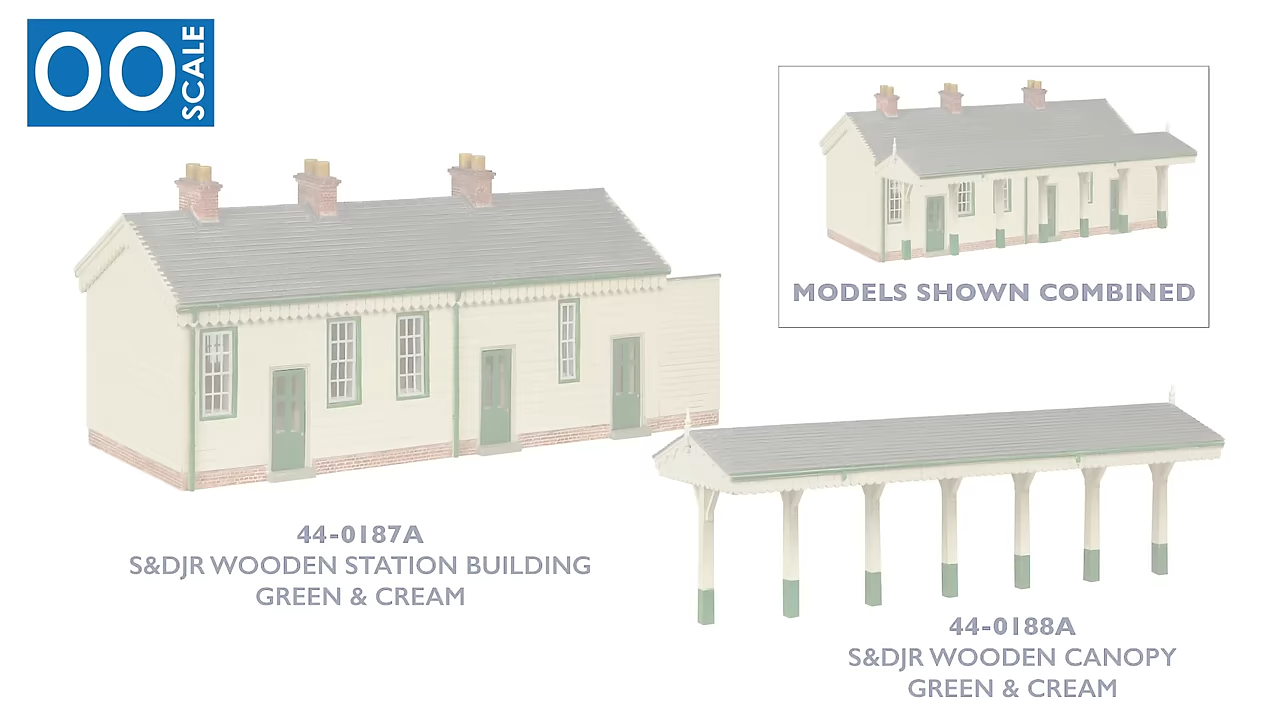 OO SCALE
MODELS SHOWN COMBINED
44-0187A
S&DJR WOODEN STATION BUILDING
GREEN & CREAM
44-0188A
S&DJR WOODEN CANOPY
GREEN & CREAM